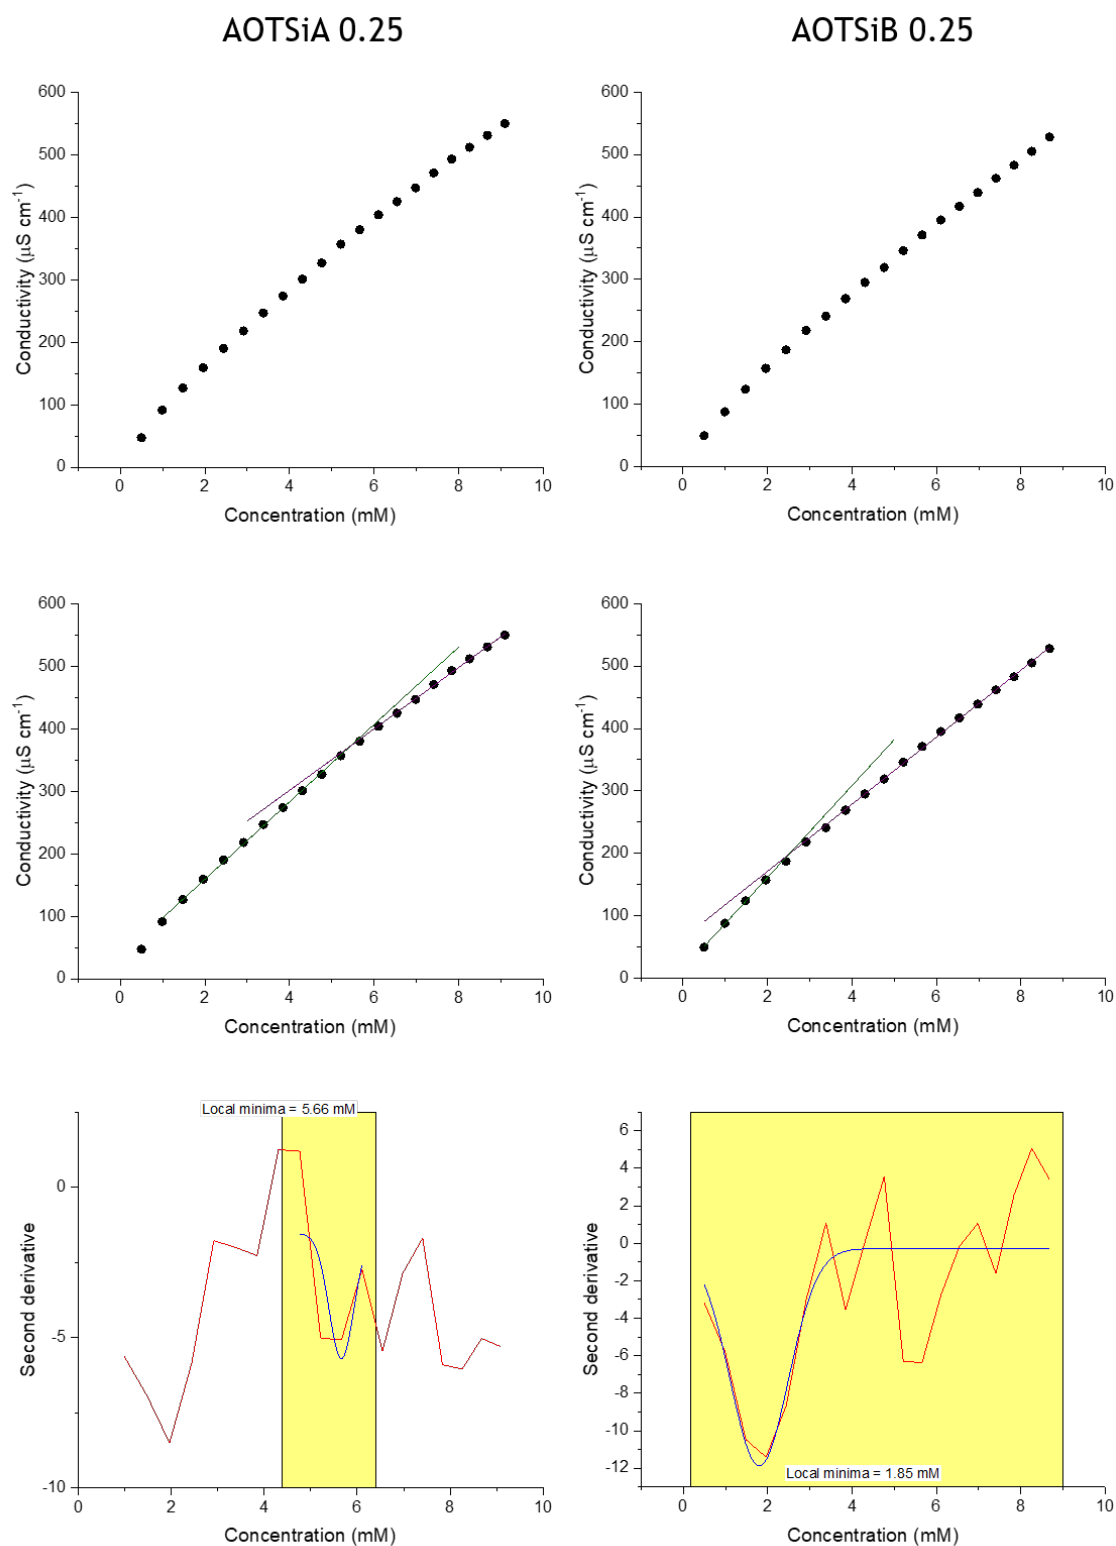 AOTSiA 0.25
AOTSiB 0.25
600
500
400
300
200
100
0
Conductivity (μS cm⁻¹)
0 2 4 6 8 10
Concentration (mM)
600
500
400
300
200
100
0
Conductivity (μS cm⁻¹)
0 2 4 6 8 10
Concentration (mM)
600
500
400
300
200
100
0
Conductivity (μS cm⁻¹)
0 2 4 6 8 10
Concentration (mM)
600
500
400
300
200
100
0
Conductivity (μS cm⁻¹)
0 2 4 6 8 10
Concentration (mM)
Local minima = 5.66 mM
0
-5
-10
Second derivative
0 2 4 6 8 10
Concentration (mM)
6
4
2
0
-2
-4
-6
-8
-10
-12
Second derivative
Local minima = 1.85 mM
0 2 4 6 8 10
Concentration (mM)